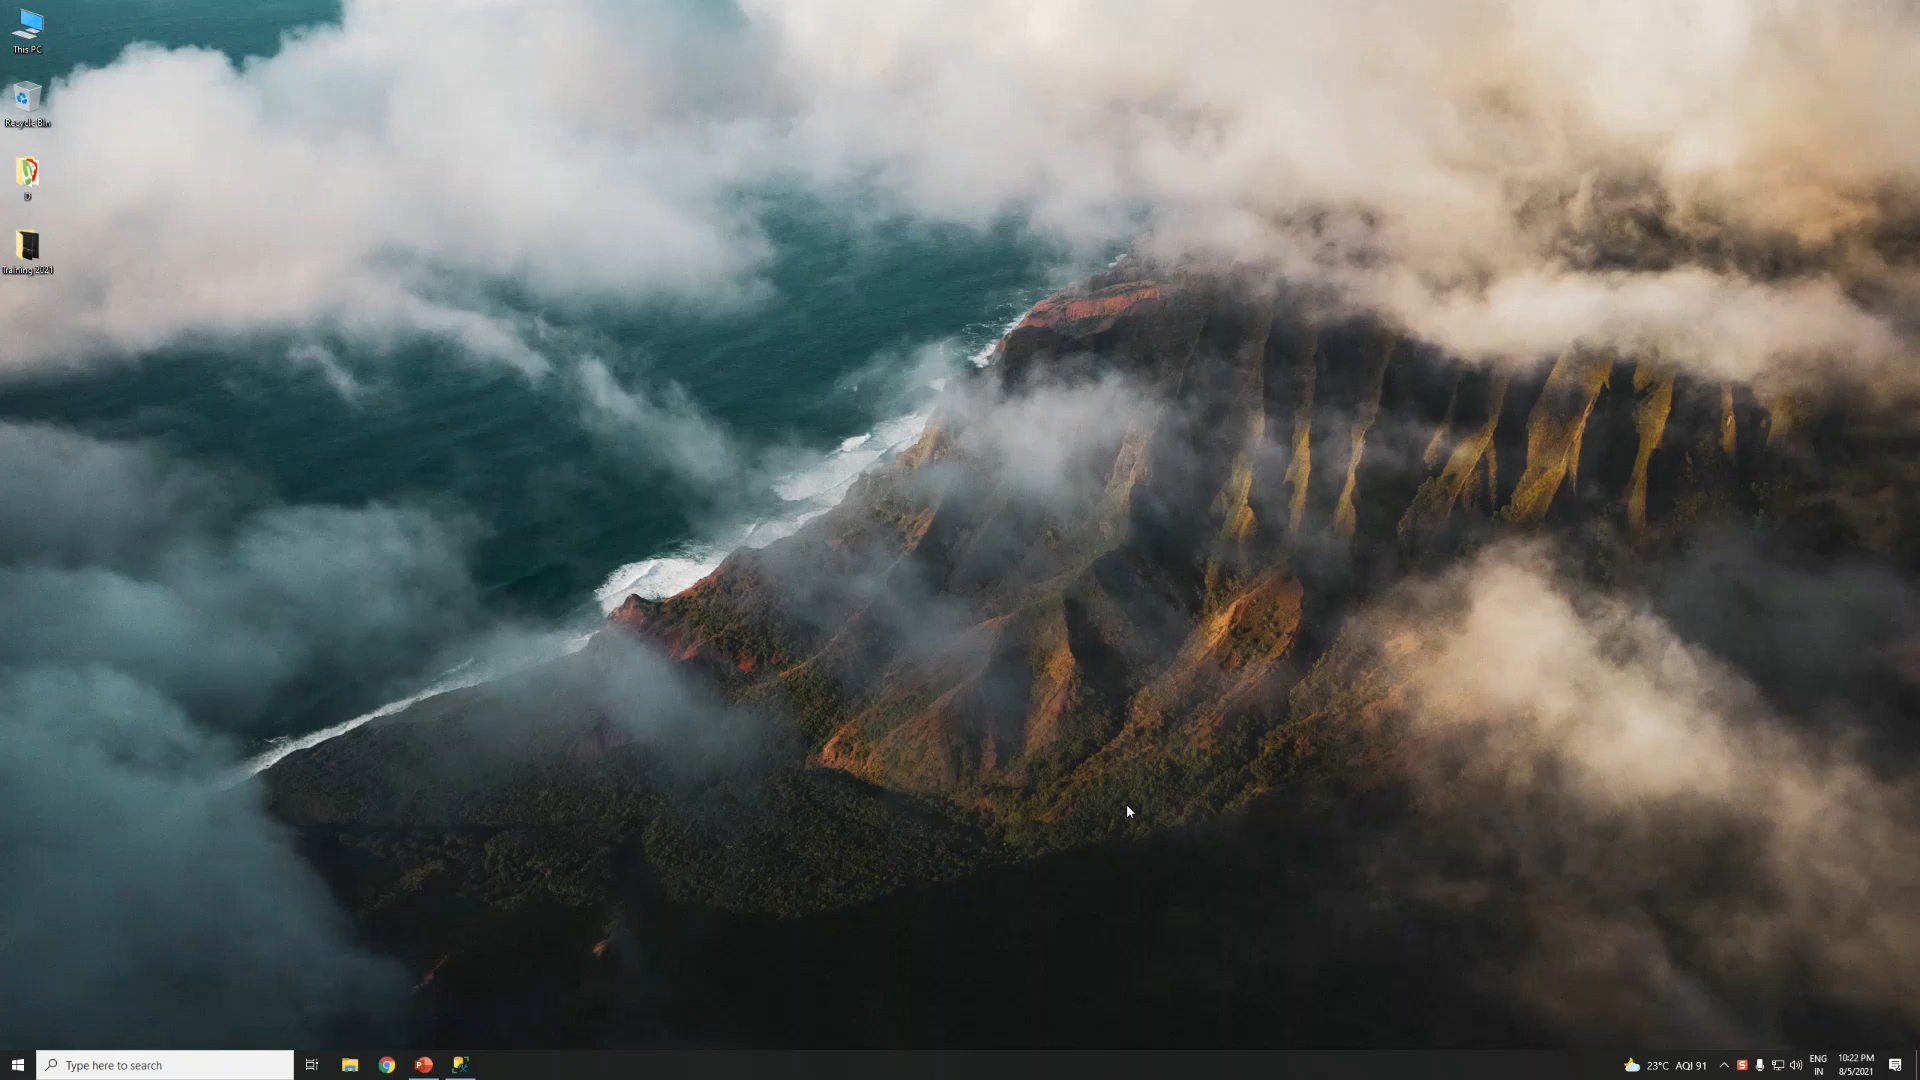 This PC
Recycle Bin
D
Training 2021
Type here to search
23°C AQI 91
ENG
IN
10:22 PM
8/5/2021